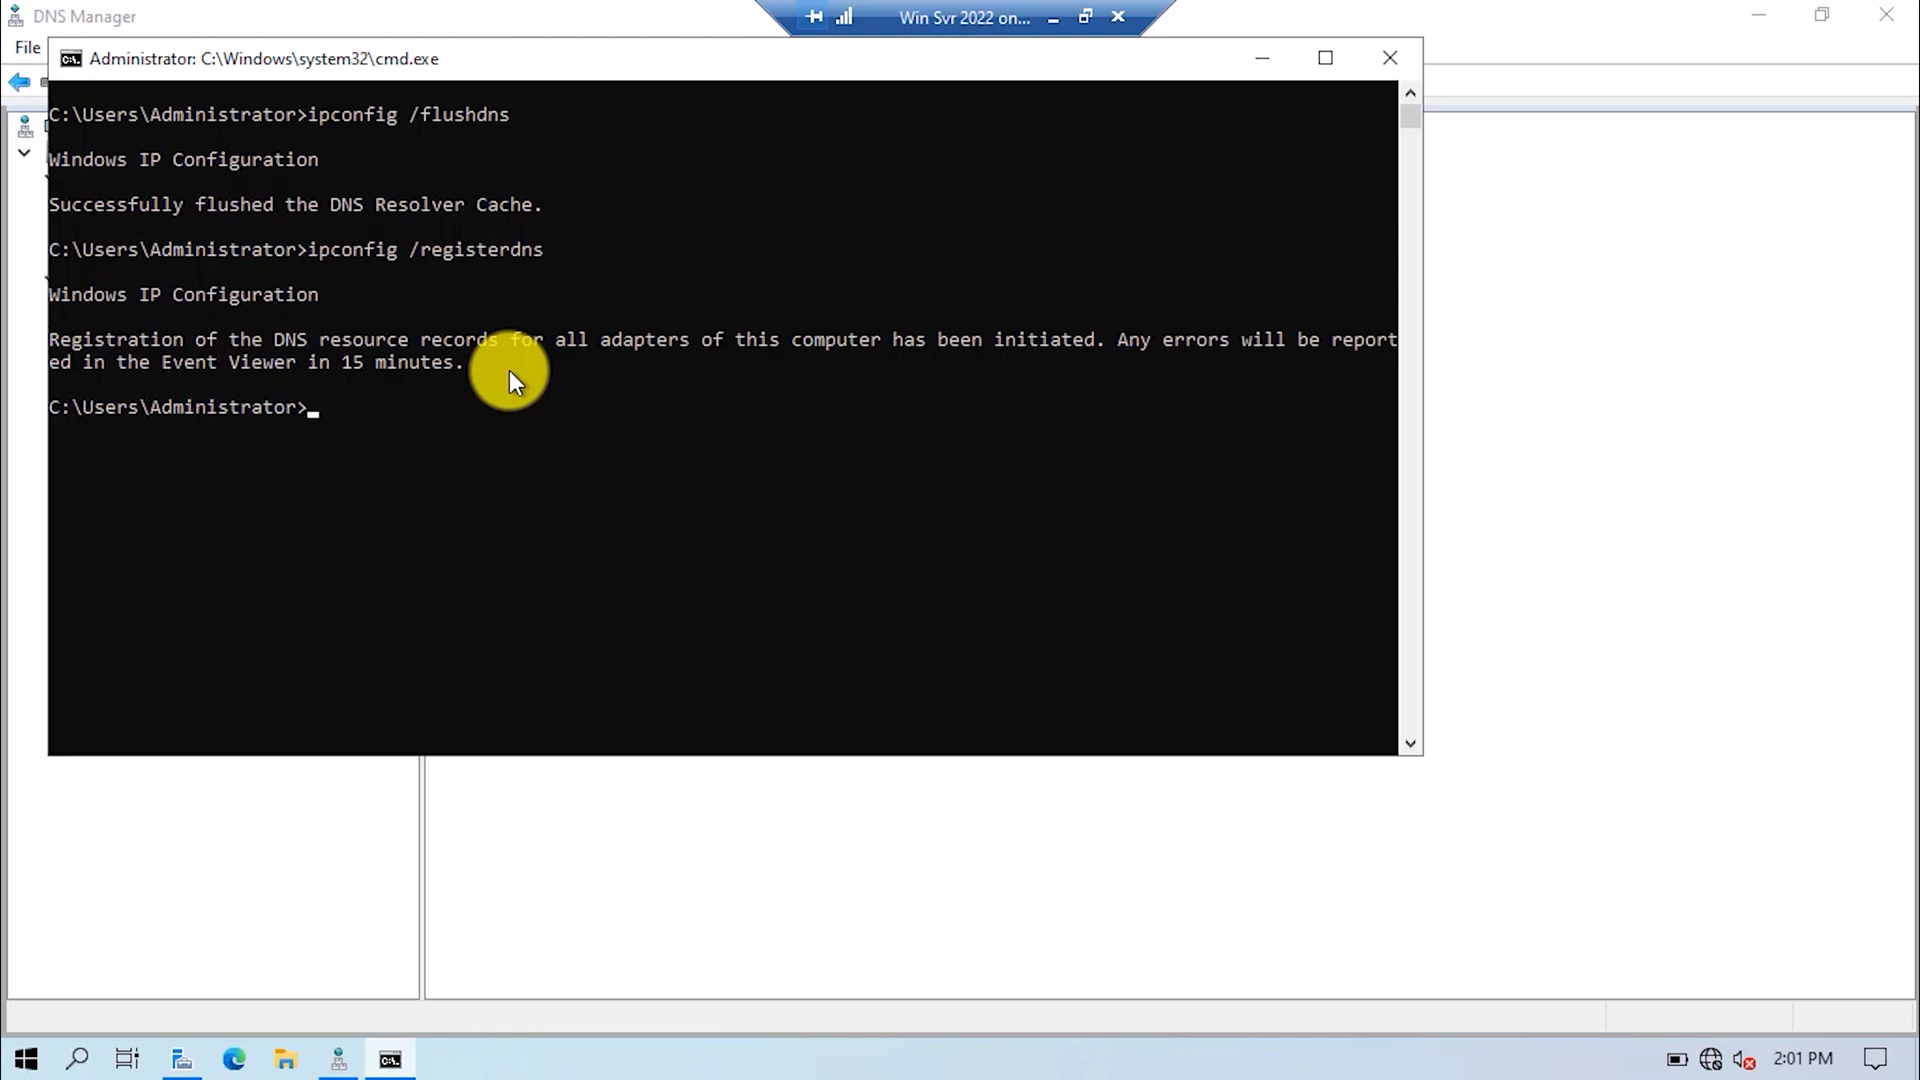 DNS Manager
Win Svr 2022 on...
File
Administrator: C:\Windows\system32\cmd.exe
C:\Users\Administrator>ipconfig /flushdns
Windows IP Configuration
Successfully flushed the DNS Resolver Cache.
C:\Users\Administrator>ipconfig /registerdns
Windows IP Configuration
Registration of the DNS resource records for all adapters of this computer has been initiated. Any errors will be report
ed in the Event Viewer in 15 minutes.
C:\Users\Administrator>
2:01 PM